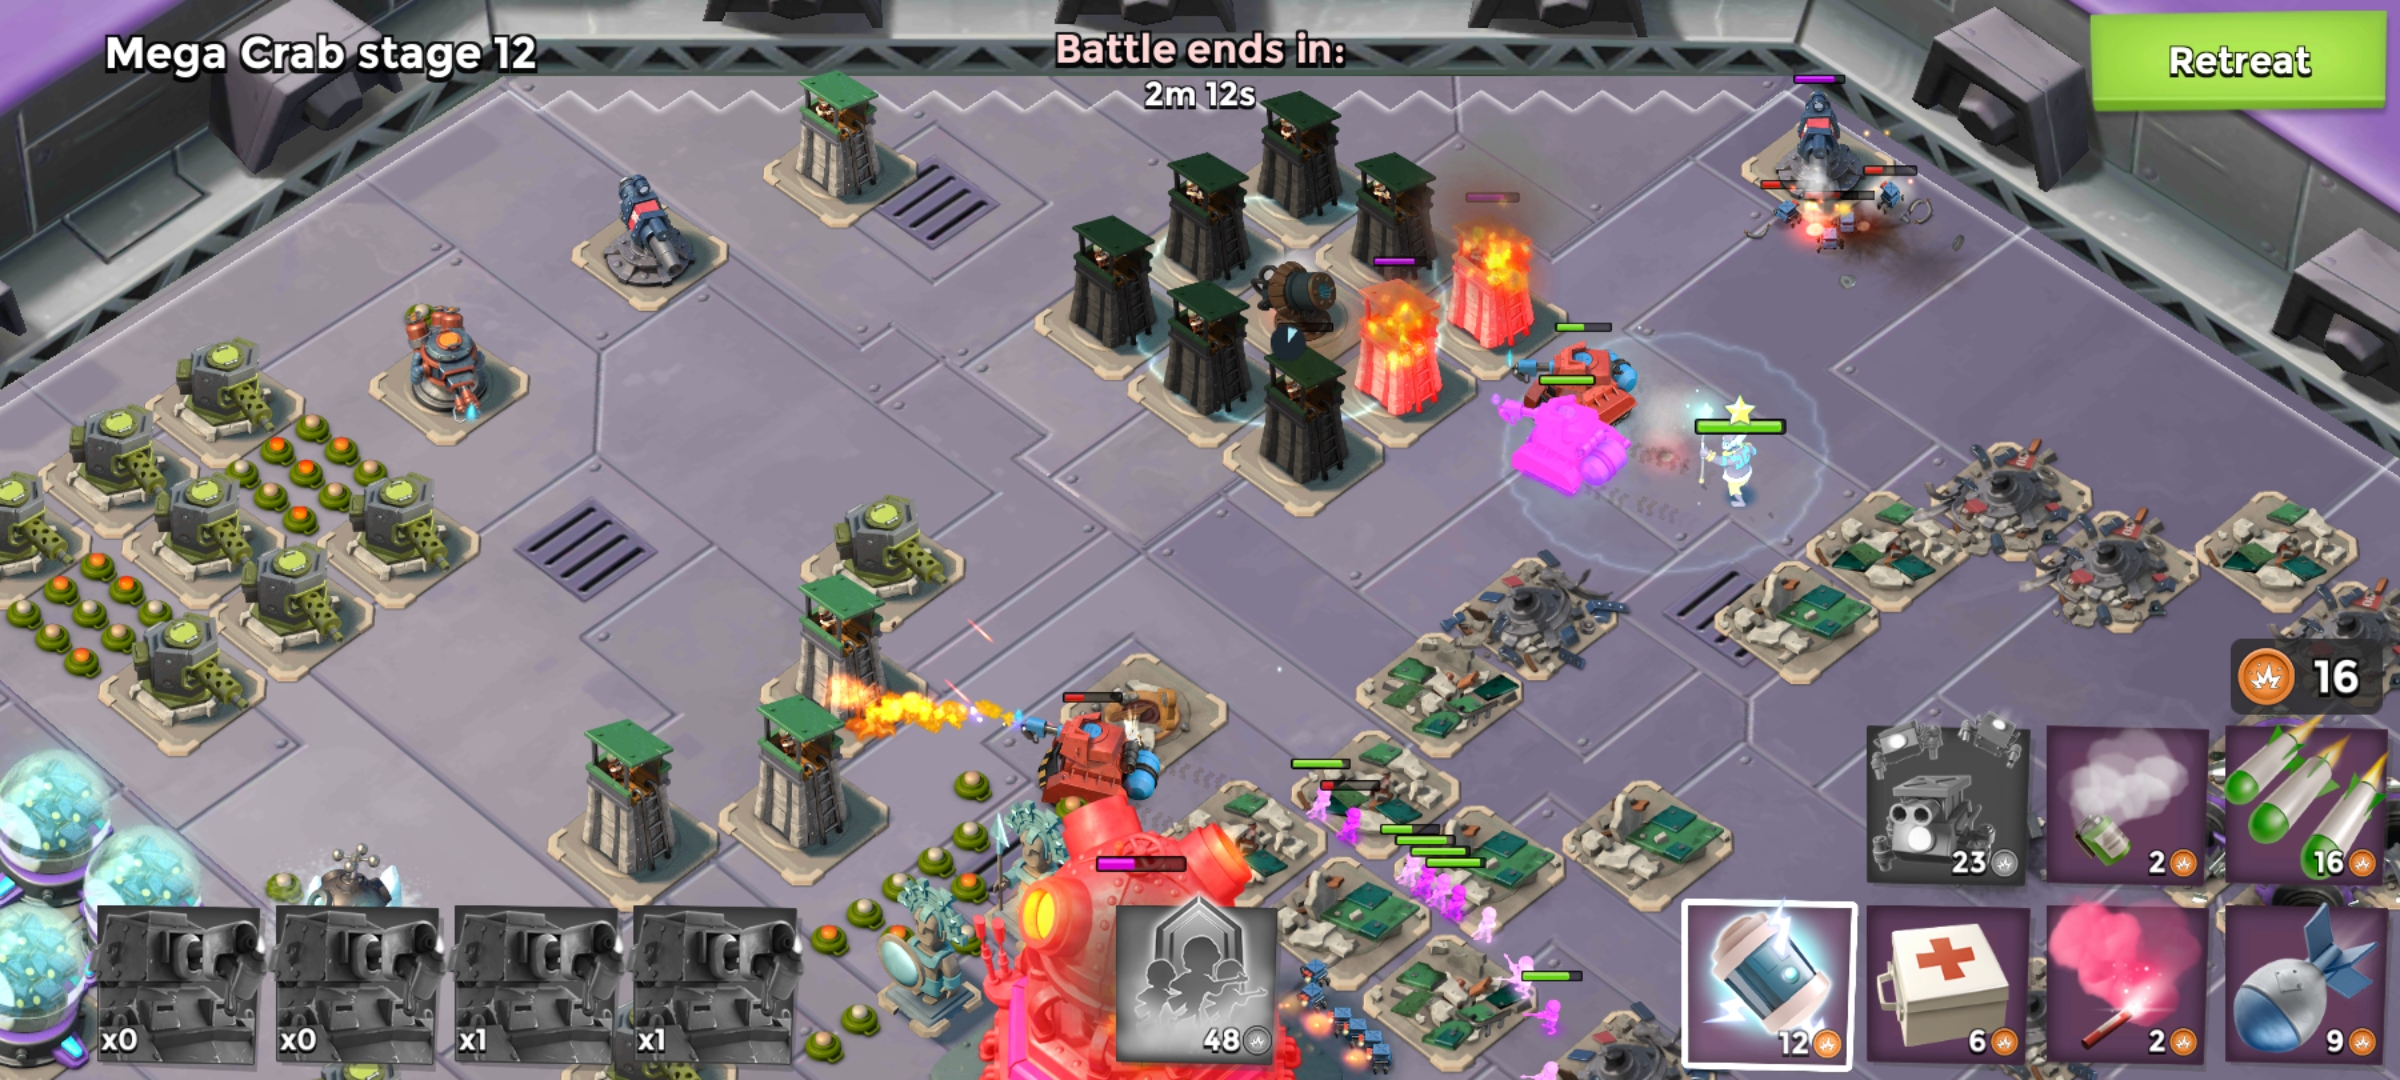 Mega Crab stage 12
Battle ends in:
2m 12s
Retreat
16
23
2
16
x0
x0
x1
x1
48
12
6
2
9